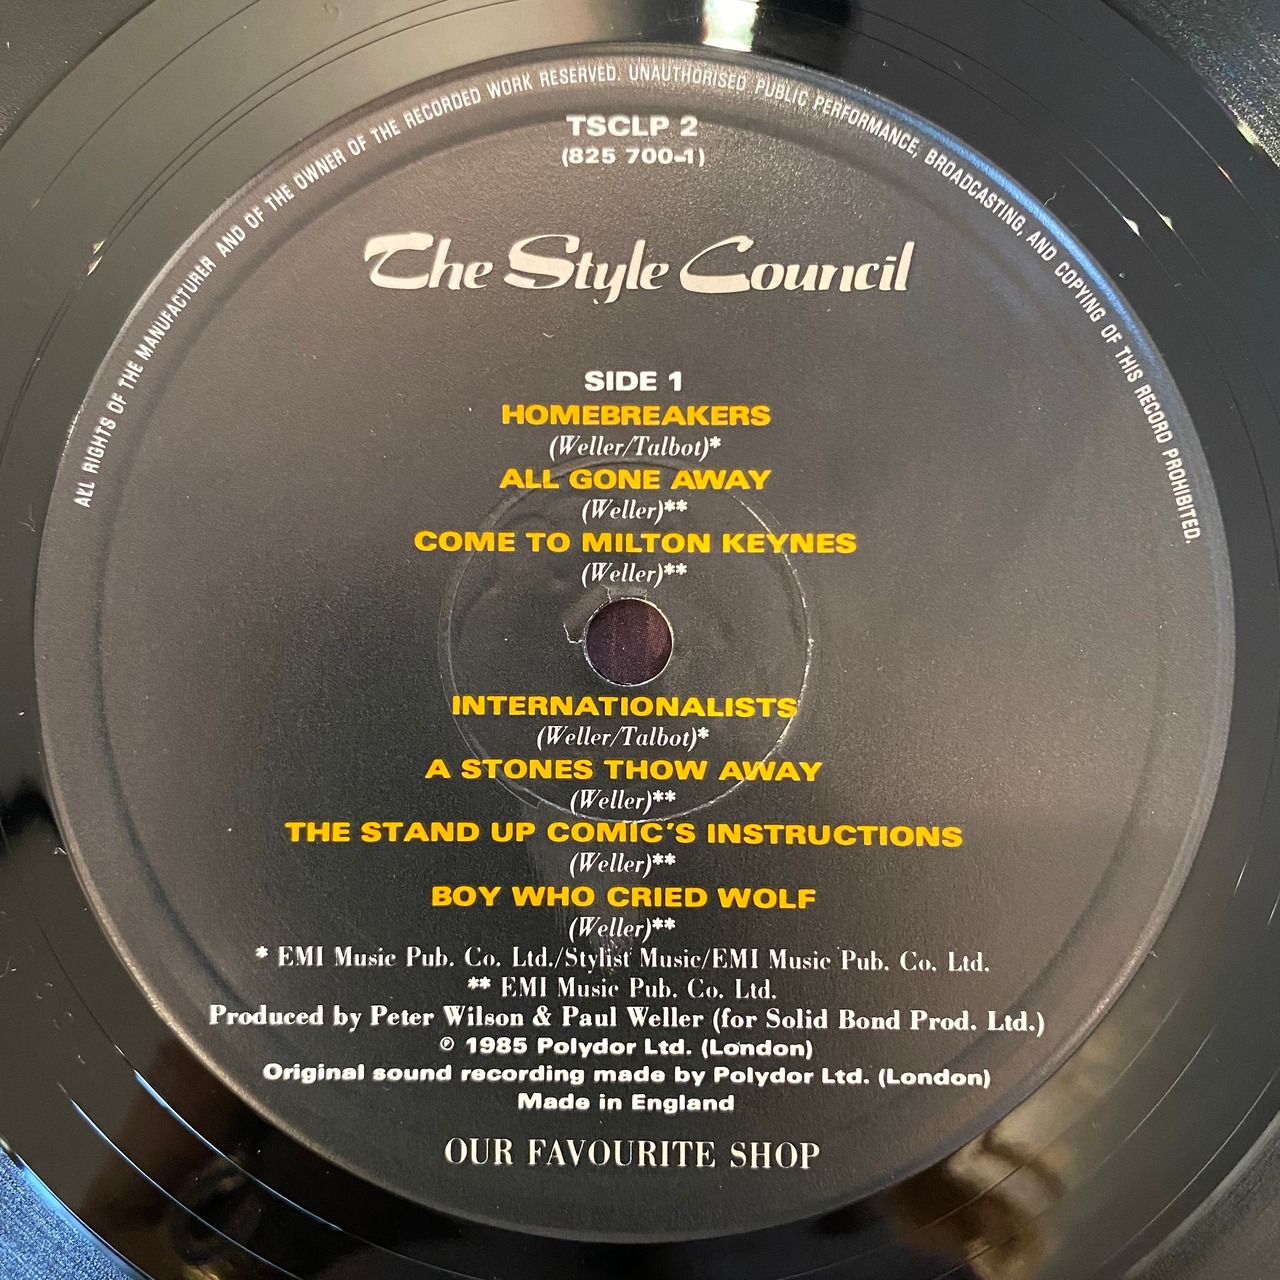 ALL RIGHTS OF THE MANUFACTURER AND OF THE OWNER OF THE RECORDED WORK RESERVED. UNAUTHORISED PUBLIC PERFORMANCE, BROADCASTING, AND COPYING OF THIS RECORD PROHIBITED.
TSCLP 2
(825 700-1)
The Style Council
SIDE 1
HOMEBREAKERS
(Weller/Talbot)*
ALL GONE AWAY
(Weller)**
COME TO MILTON KEYNES
(Weller)**
INTERNATIONALISTS
(Weller/Talbot)*
A STONES THOW AWAY
(Weller)**
THE STAND UP COMIC'S INSTRUCTIONS
(Weller)**
BOY WHO CRIED WOLF
(Weller)**
* EMI Music Pub. Co. Ltd./Stylist Music/EMI Music Pub. Co. Ltd.
** EMI Music Pub. Co. Ltd.
Produced by Peter Wilson & Paul Weller (for Solid Bond Prod. Ltd.)
℗ 1985 Polydor Ltd. (London)
Original sound recording made by Polydor Ltd. (London)
Made in England
OUR FAVOURITE SHOP